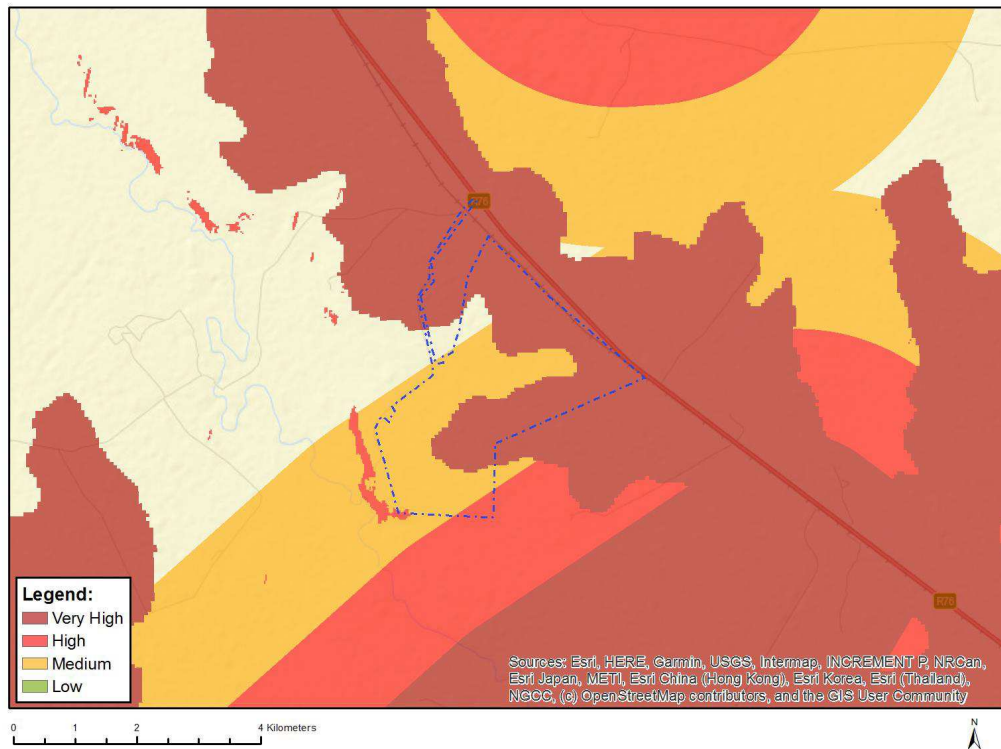 R76
R76
Legend:
Very High
High
Medium
Low
Sources: Esri, HERE, Garmin, USGS, Intermap, INCREMENT P, NRCan,
Esri Japan, METI, Esri China (Hong Kong), Esri Korea, Esri (Thailand),
NGCC, (c) OpenStreetMap contributors, and the GIS User Community
0 1 2 4 Kilometers
N